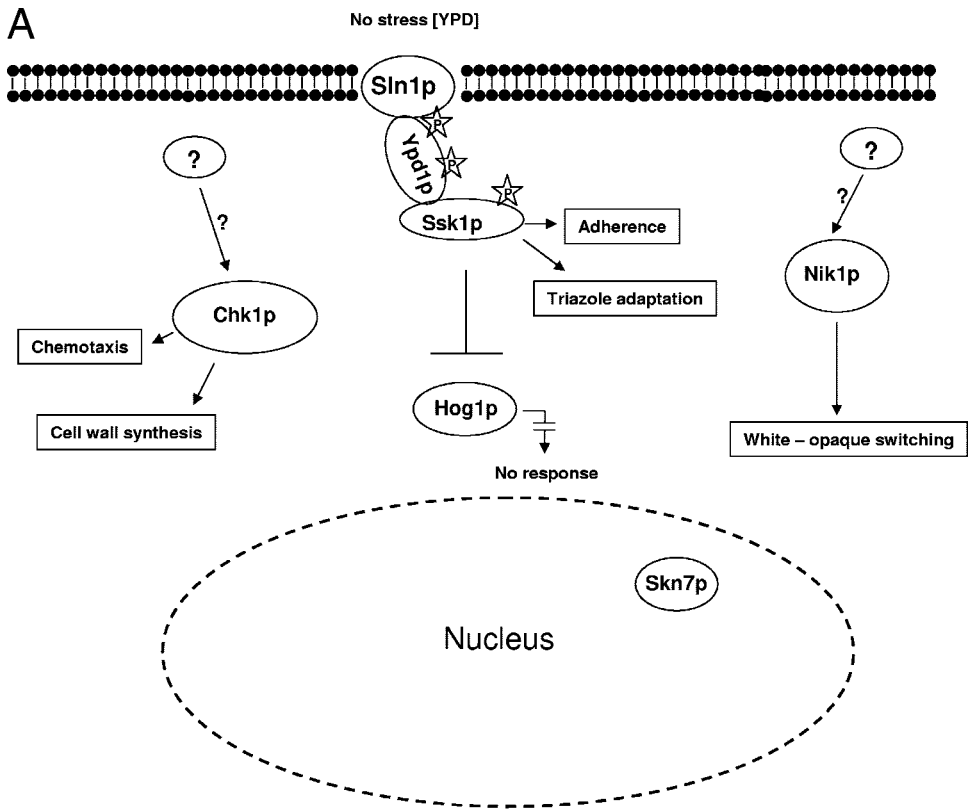 A
No stress [YPD]
Sln1p
P
Ypd1p
P
P
Ssk1p
Adherence
Triazole adaptation
?
?
Chk1p
Chemotaxis
Cell wall synthesis
?
?
Nik1p
White – opaque switching
Hog1p
No response
Skn7p
Nucleus